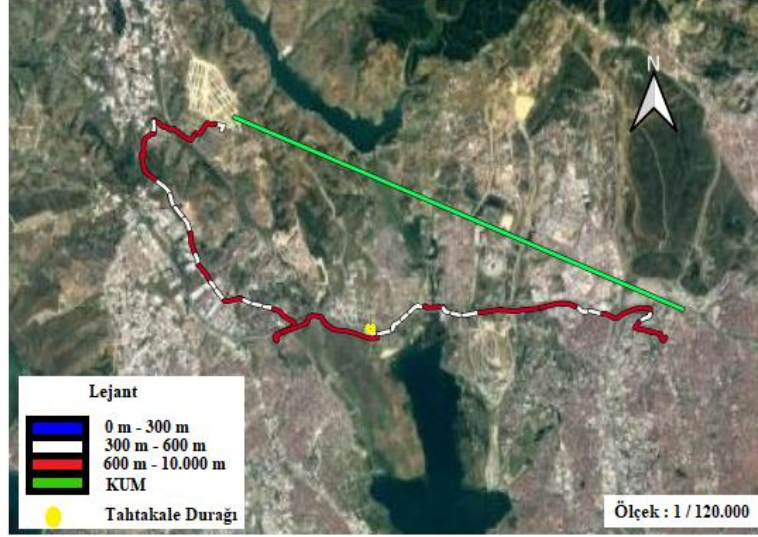 N
Lejant
0 m - 300 m
300 m - 600 m
600 m - 10.000 m
KUM
Tahtakale Durağı
Ölçek : 1 / 120.000